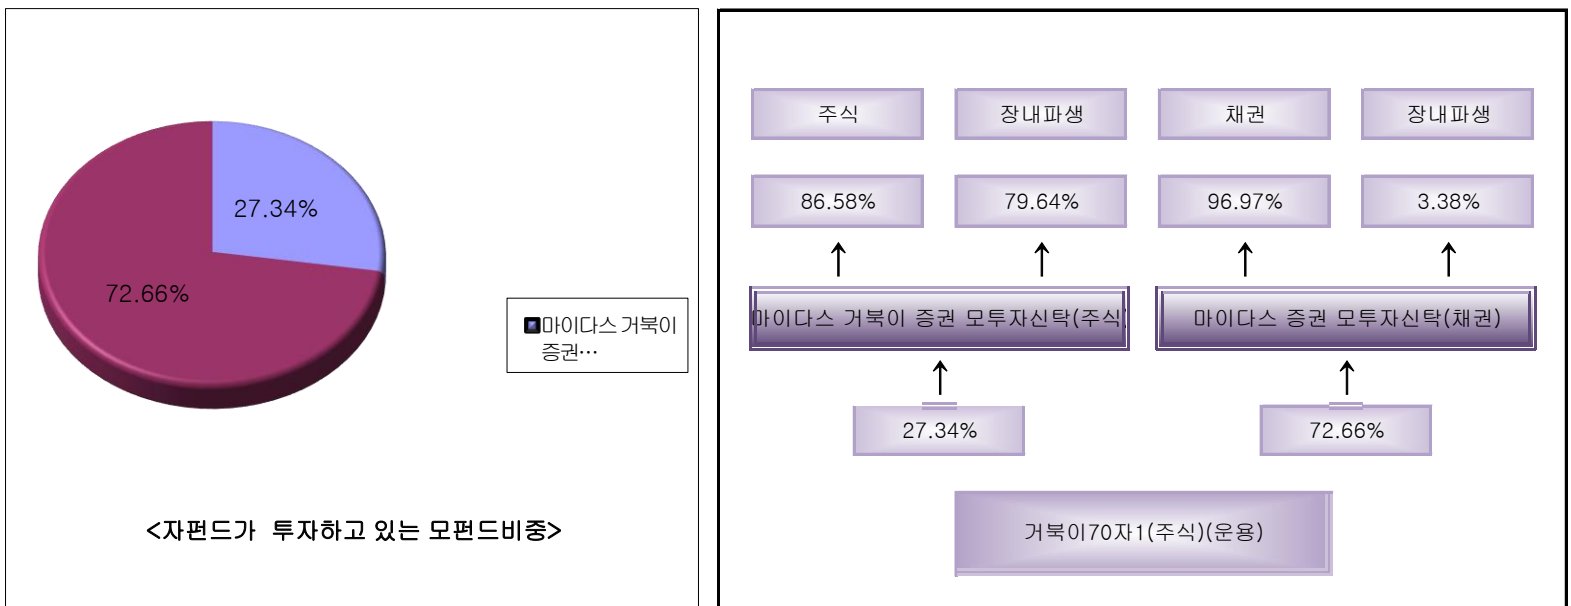 27.34%
72.66%
마이다스 거북이
증권…
<자펀드가 투자하고 있는 모펀드비중>
주식 장내파생 채권 장내파생
86.58% 79.64% 96.97% 3.38%
마이다스 거북이 증권 모투자신탁(주식) 마이다스 증권 모투자신탁(채권)
27.34% 72.66%
거북이70자1(주식)(운용)